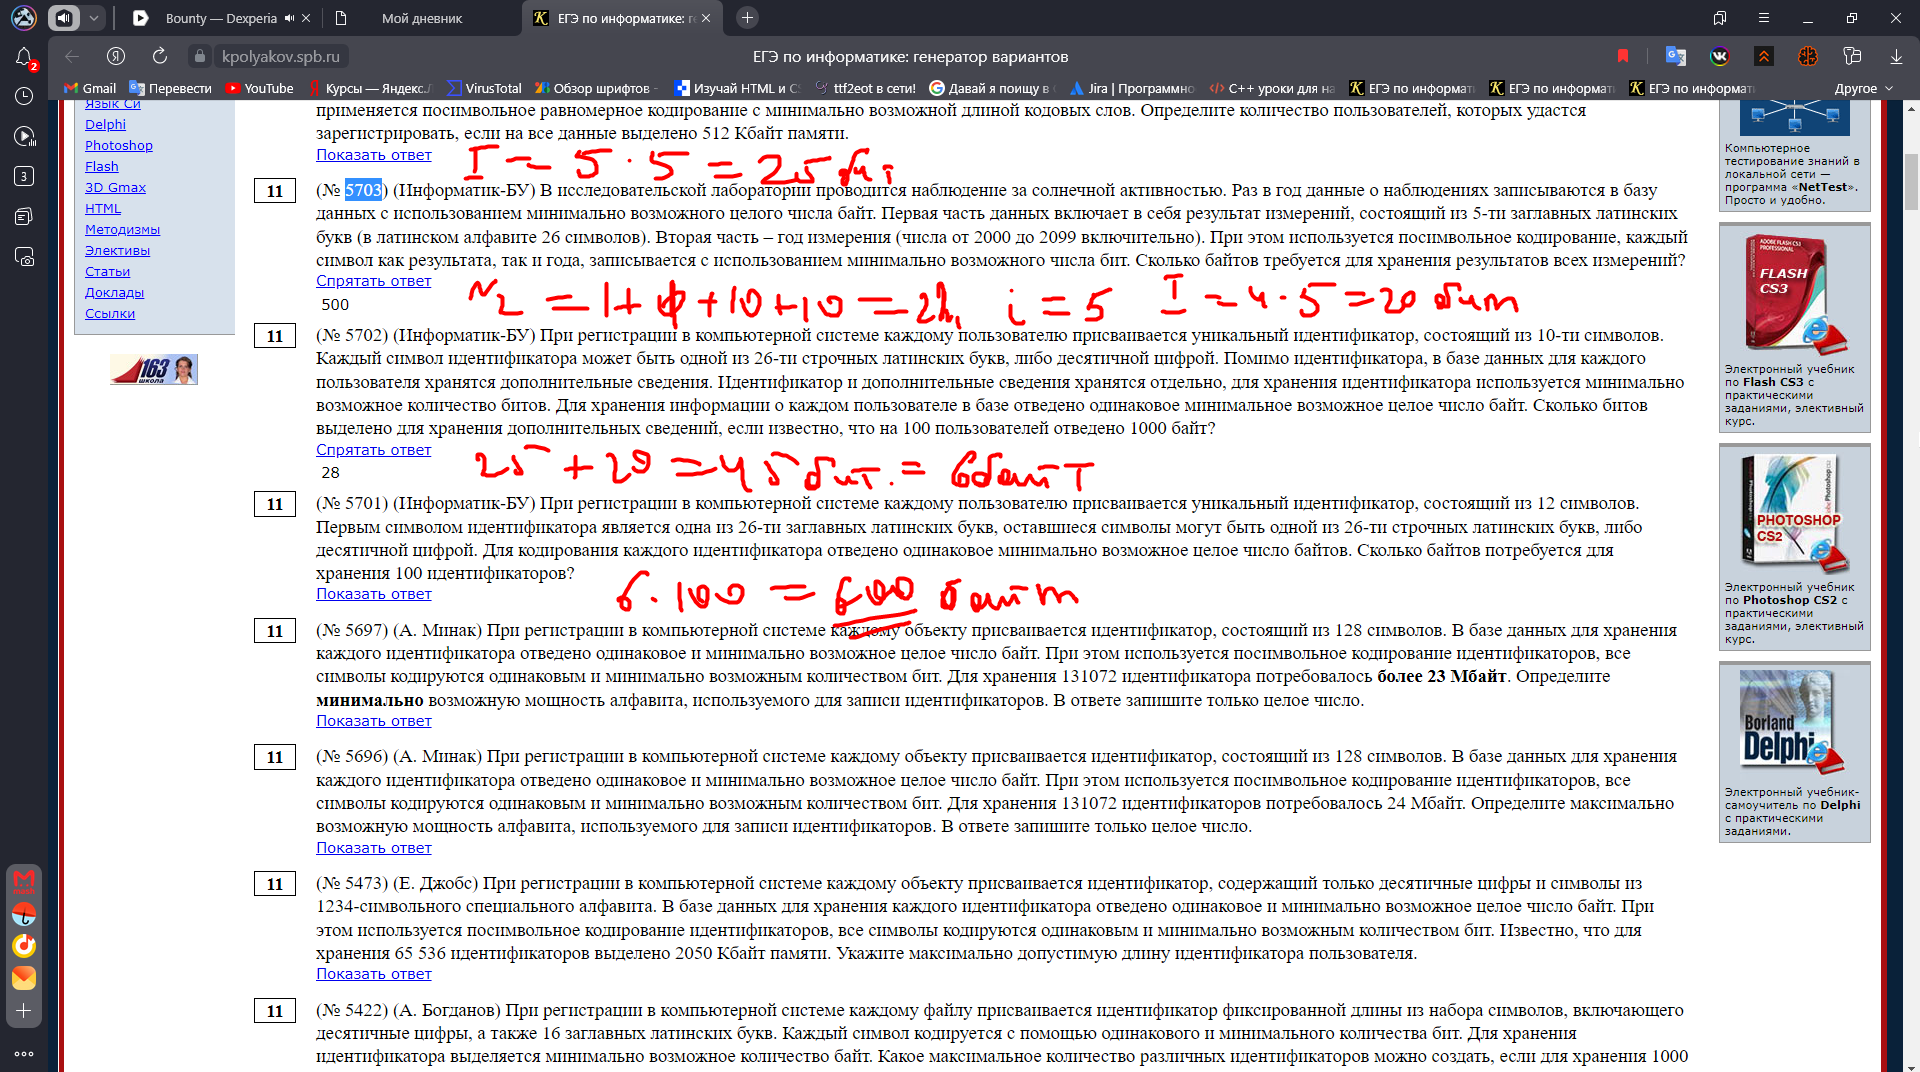 Bounty — Dexperia
Мой дневник
ЕГЭ по информатике: ге
kpolyakov.spb.ru
ЕГЭ по информатике: генератор вариантов
2
3
Gmail
Перевести
YouTube
Курсы — Яндекс.
VirusTotal
Обзор шрифтов -
Изучай HTML и CS
ttf2eot в сети!
Давай я поищу в
Jira | Программно
C++ уроки для на
ЕГЭ по информат
ЕГЭ по информат
ЕГЭ по информат
Другое
Язык Си
Delphi
Photoshop
Flash
3D Gmax
HTML
Методизмы
Элективы
Статьи
Доклады
Ссылки
163
школа
применяется посимвольное равномерное кодирование с минимально возможной длиной кодовых слов. Определите количество пользователей, которых удастся
зарегистрировать, если на все данные выделено 512 Кбайт памяти.
Показать ответ
I = 5 · 5 = 25 бит
11
(№ 5703) (Информатик-БУ) В исследовательской лаборатории проводится наблюдение за солнечной активностью. Раз в год данные о наблюдениях записываются в базу
данных с использованием минимально возможного целого числа байт. Первая часть данных включает в себя результат измерений, состоящий из 5-ти заглавных латинских
букв (в латинском алфавите 26 символов). Вторая часть – год измерения (числа от 2000 до 2099 включительно). При этом используется посимвольное кодирование, каждый
символ как результата, так и года, записывается с использованием минимально возможного числа бит. Сколько байтов требуется для хранения результатов всех измерений?
Спрятать ответ
500
i = 5 I = 4 · 5 = 20 бит
11
(№ 5702) (Информатик-БУ) При регистрации в компьютерной системе каждому пользователю присваивается уникальный идентификатор, состоящий из 10-ти символов.
Каждый символ идентификатора может быть одной из 26-ти строчных латинских букв, либо десятичной цифрой. Помимо идентификатора, в базе данных для каждого
пользователя хранятся дополнительные сведения. Идентификатор и дополнительные сведения хранятся отдельно, для хранения идентификатора используется минимально
возможное количество битов. Для хранения информации о каждом пользователе в базе отведено одинаковое минимальное возможное целое число байт. Сколько битов
выделено для хранения дополнительных сведений, если известно, что на 100 пользователей отведено 1000 байт?
Спрятать ответ
28
25 + 20 = 45 бит. = 6 байт
11
(№ 5701) (Информатик-БУ) При регистрации в компьютерной системе каждому пользователю присваивается уникальный идентификатор, состоящий из 12 символов.
Первым символом идентификатора является одна из 26-ти заглавных латинских букв, оставшиеся символы могут быть одной из 26-ти строчных латинских букв, либо
десятичной цифрой. Для кодирования каждого идентификатора отведено одинаковое минимально возможное целое число байтов. Сколько байтов потребуется для
хранения 100 идентификаторов?
Показать ответ
6 · 100 = 600 байт
11
(№ 5697) (А. Минак) При регистрации в компьютерной системе каждому объекту присваивается идентификатор, состоящий из 128 символов. В базе данных для хранения
каждого идентификатора отведено одинаковое и минимально возможное целое число байт. При этом используется посимвольное кодирование идентификаторов, все
символы кодируются одинаковым и минимально возможным количеством бит. Для хранения 131072 идентификатора потребовалось более 23 Мбайт. Определите
минимально возможную мощность алфавита, используемого для записи идентификаторов. В ответе запишите только целое число.
Показать ответ
11
(№ 5696) (А. Минак) При регистрации в компьютерной системе каждому объекту присваивается идентификатор, состоящий из 128 символов. В базе данных для хранения
каждого идентификатора отведено одинаковое и минимально возможное целое число байт. При этом используется посимвольное кодирование идентификаторов, все
символы кодируются одинаковым и минимально возможным количеством бит. Для хранения 131072 идентификаторов потребовалось 24 Мбайт. Определите максимально
возможную мощность алфавита, используемого для записи идентификаторов. В ответе запишите только целое число.
Показать ответ
11
(№ 5473) (Е. Джобс) При регистрации в компьютерной системе каждому объекту присваивается идентификатор, содержащий только десятичные цифры и символы из
1234-символьного специального алфавита. В базе данных для хранения каждого идентификатора отведено одинаковое и минимально возможное целое число байт. При
этом используется посимвольное кодирование идентификаторов, все символы кодируются одинаковым и минимально возможным количеством бит. Известно, что для
хранения 65 536 идентификаторов выделено 2050 Кбайт памяти. Укажите максимально допустимую длину идентификатора пользователя.
Показать ответ
11
(№ 5422) (А. Богданов) При регистрации в компьютерной системе каждому файлу присваивается идентификатор фиксированной длины из набора символов, включающего
десятичные цифры, а также 16 заглавных латинских букв. Каждый символ кодируется с помощью одинакового и минимального количества бит. Для хранения
идентификатора выделяется минимально возможное количество байт. Какое максимальное количество различных идентификаторов можно создать, если для хранения 1000
Компьютерное
тестирование знаний в
локальной сети —
программа «NetTest».
Просто и удобно.
FLASH
CS3
Электронный учебник
по Flash CS3 с
практическими
заданиями, элективный
курс.
PHOTOSHOP
CS2
Электронный учебник
по Photoshop CS2 с
практическими
заданиями, элективный
курс.
Borland
Delphi
Электронный учебник-
самоучитель по Delphi
с практическими
заданиями.